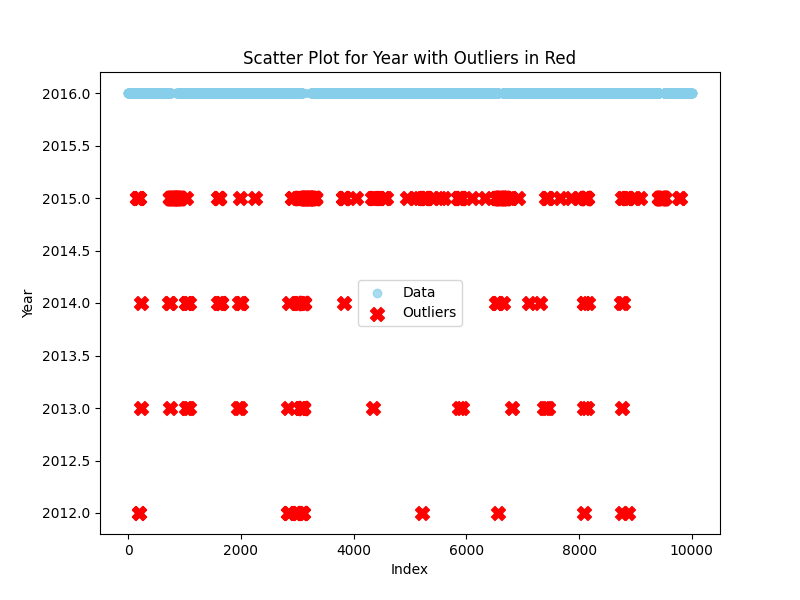 Scatter Plot for Year with Outliers in Red
2016.0
2015.5
2015.0
2014.5
2014.0
2013.5
2013.0
2012.5
2012.0
Year
Data
Outliers
0 2000 4000 6000 8000 10000
Index